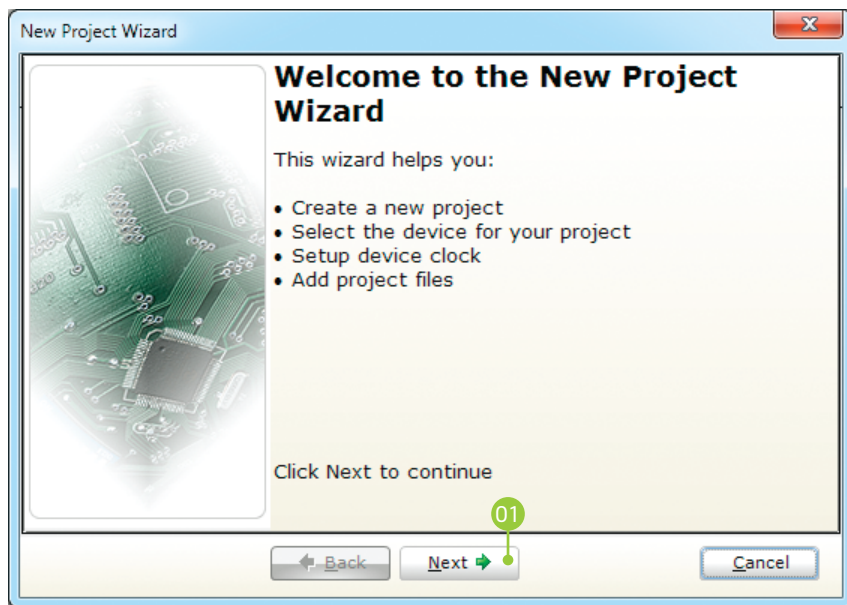 New Project Wizard
Welcome to the New Project
Wizard
This wizard helps you:
• Create a new project
• Select the device for your project
• Setup device clock
• Add project files
Click Next to continue
01
Back
Next
Cancel